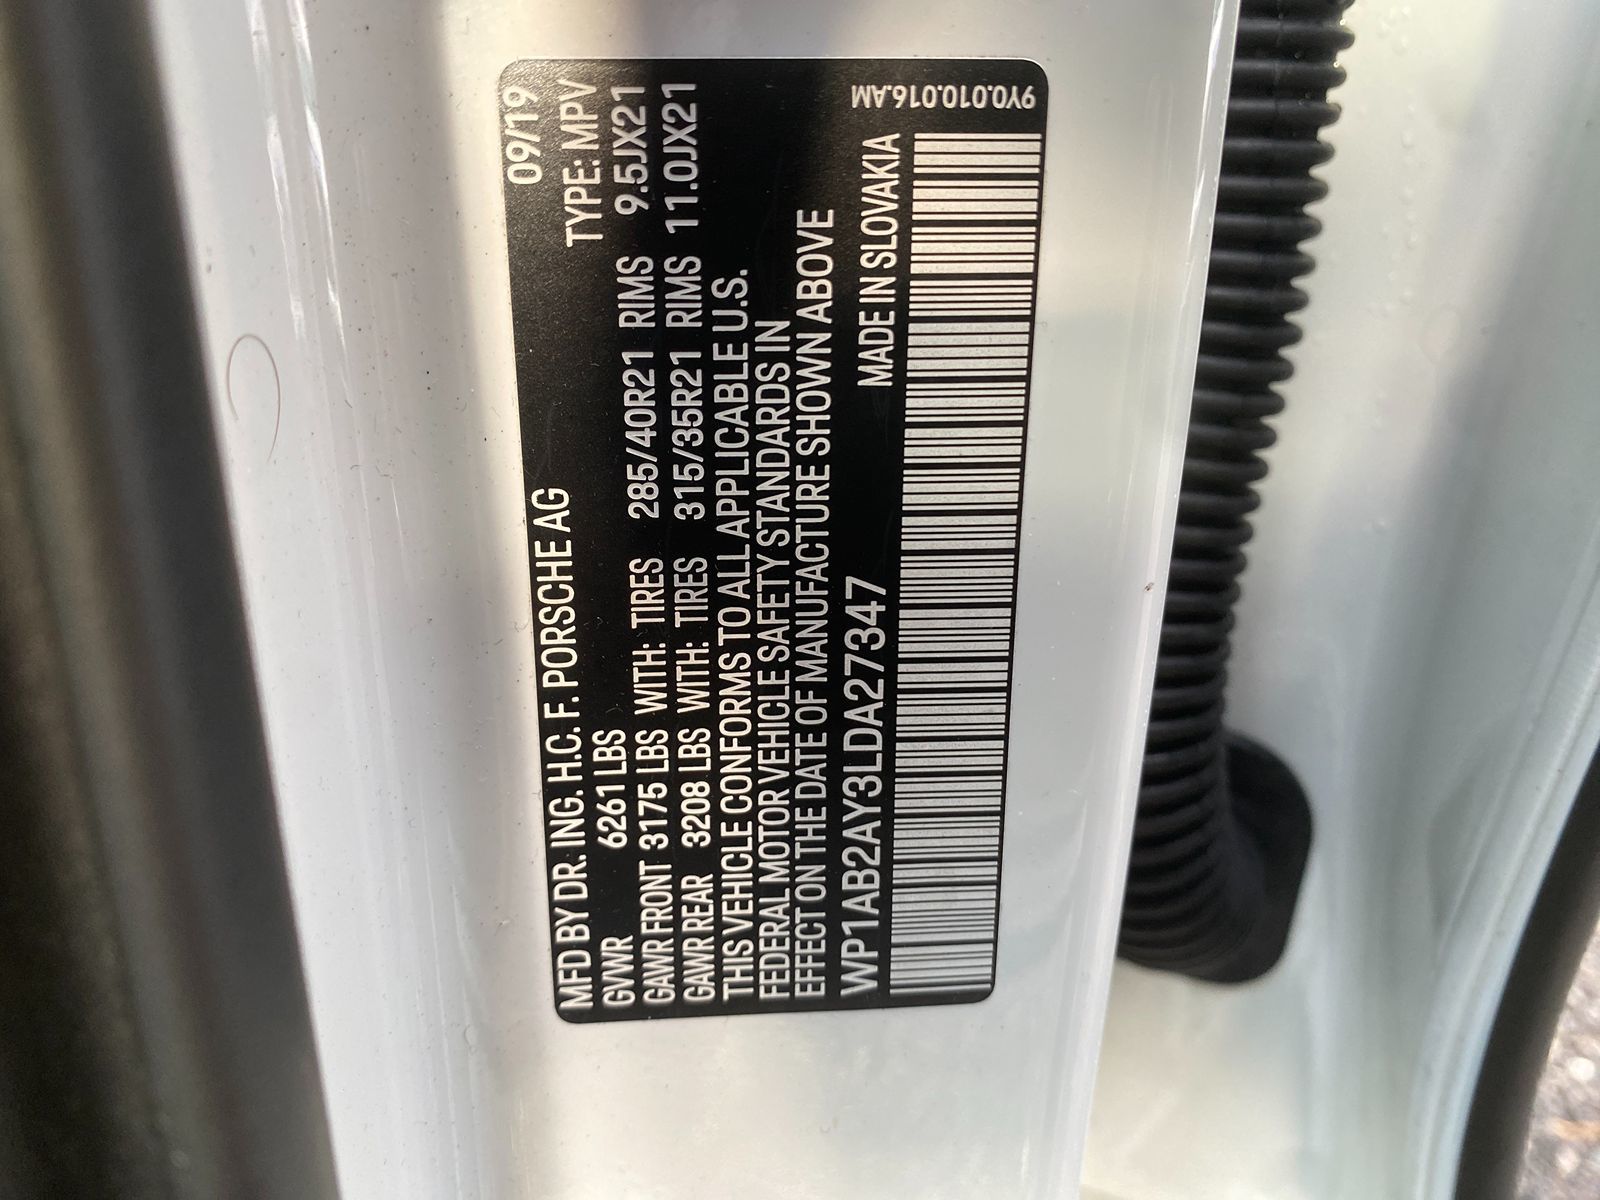 09/19
MFD BY DR. ING. H.C. F. PORSCHE AG TYPE: MPV
GVWR 6261 LBS
GAWR FRONT 3175 LBS WITH: TIRES 285/40R21 RIMS 9.5JX21
GAWR REAR 3208 LBS WITH: TIRES 315/35R21 RIMS 11.0JX21
THIS VEHICLE CONFORMS TO ALL APPLICABLE U.S.
FEDERAL MOTOR VEHICLE SAFETY STANDARDS IN
EFFECT ON THE DATE OF MANUFACTURE SHOWN ABOVE
WP1AB2AY3LDA27347 MADE IN SLOVAKIA
9Y0.010.016.AM